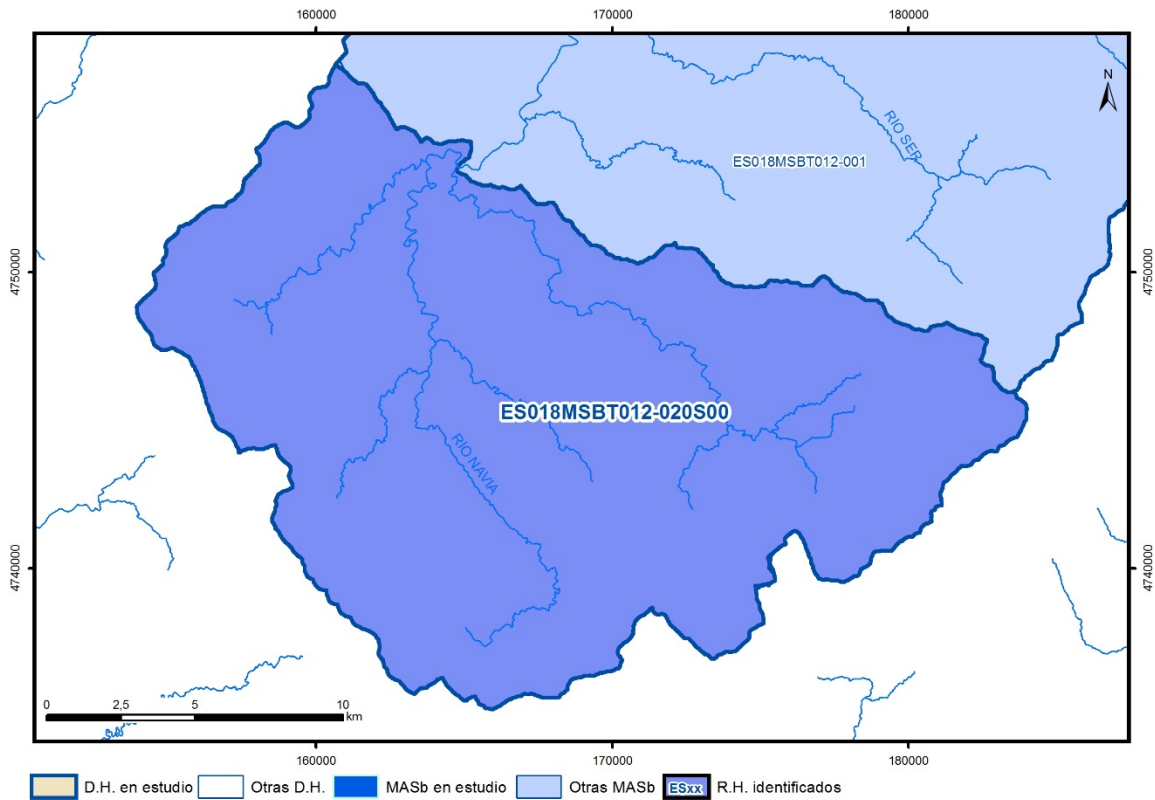 160000
170000
180000
N
RIO SER
ES018MSBT012-001
4750000
4750000
ES018MSBT012-020S00
RIO NAVIA
4740000
4740000
0
2,5
5
10
km
160000
170000
180000
D.H. en estudio
Otras D.H.
MASb en estudio
Otras MASb
ESxx
R.H. identificados